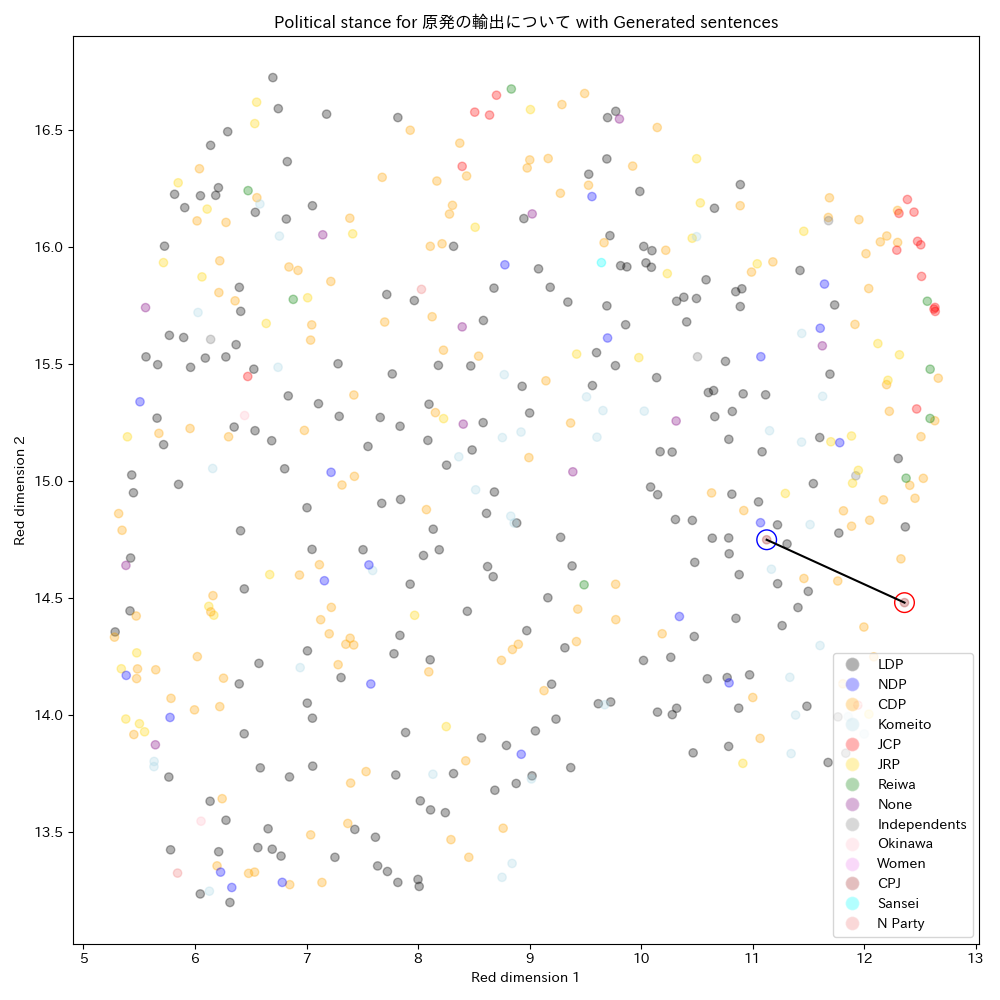 Political stance for 原発の輸出について with Generated sentences
16.5
16.0
15.5
15.0
14.5
14.0
13.5
Red dimension 2
5 6 7 8 9 10 11 12 13
Red dimension 1
LDP
NDP
CDP
Komeito
JCP
JRP
Reiwa
None
Independents
Okinawa
Women
CPJ
Sansei
N Party